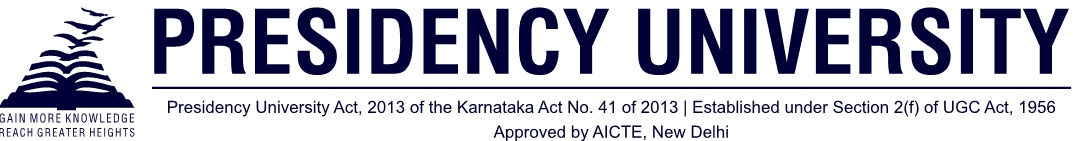 PRESIDENCY UNIVERSITY
GAIN MORE KNOWLEDGE
REACH GREATER HEIGHTS
Presidency University Act, 2013 of the Karnataka Act No. 41 of 2013 | Established under Section 2(f) of UGC Act, 1956
Approved by AICTE, New Delhi